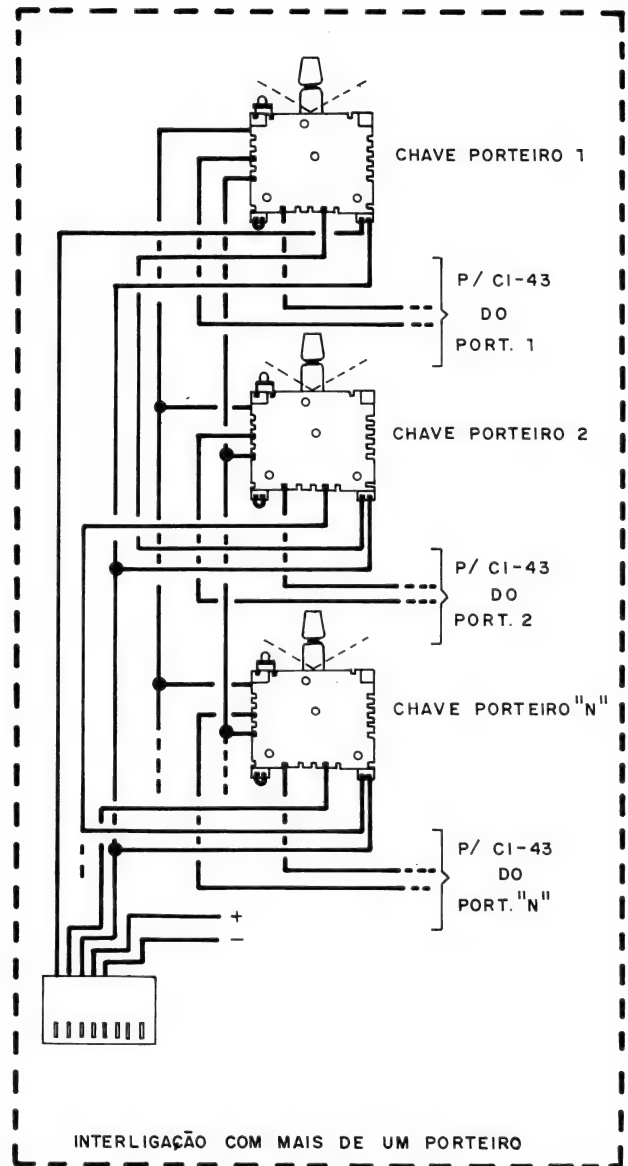 CHAVE PORTEIRO 1
P/ CI-43
DO
PORT. 1
CHAVE PORTEIRO 2
P/ CI-43
DO
PORT. 2
CHAVE PORTEIRO "N"
P/ CI-43
DO
PORT. "N"
+
−
INTERLIGAÇÃO COM MAIS DE UM PORTEIRO